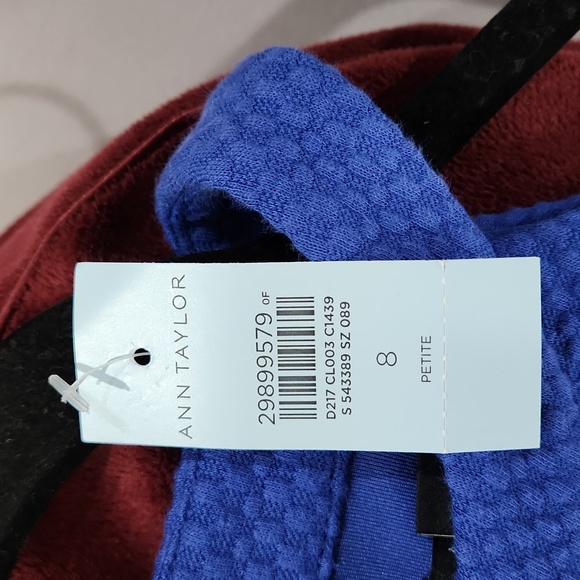 ANN TAYLOR
29899579 OF
D217 CL003 C1439
S 543389 SZ 089
8
PETITE